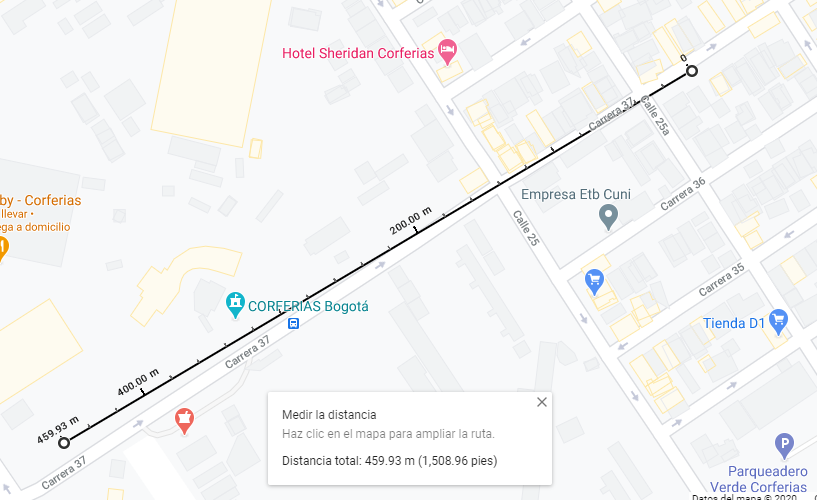 Hotel Sheridan Corferias
0
Carrera 37
Calle 25a
by - Corferias
llevar •
ega a domicilio
Empresa Etb Cuni
Carrera 36
200.00 m
Calle 25
CORFERIAS Bogotá
Carrera 35
Tienda D1
Carrera 37
400.00 m
459.93 m
Carrera 37
Medir la distancia
Haz clic en el mapa para ampliar la ruta.
Distancia total: 459.93 m (1,508.96 pies)
P
Parqueadero
Verde Corferias
Datos del mapa © 2020